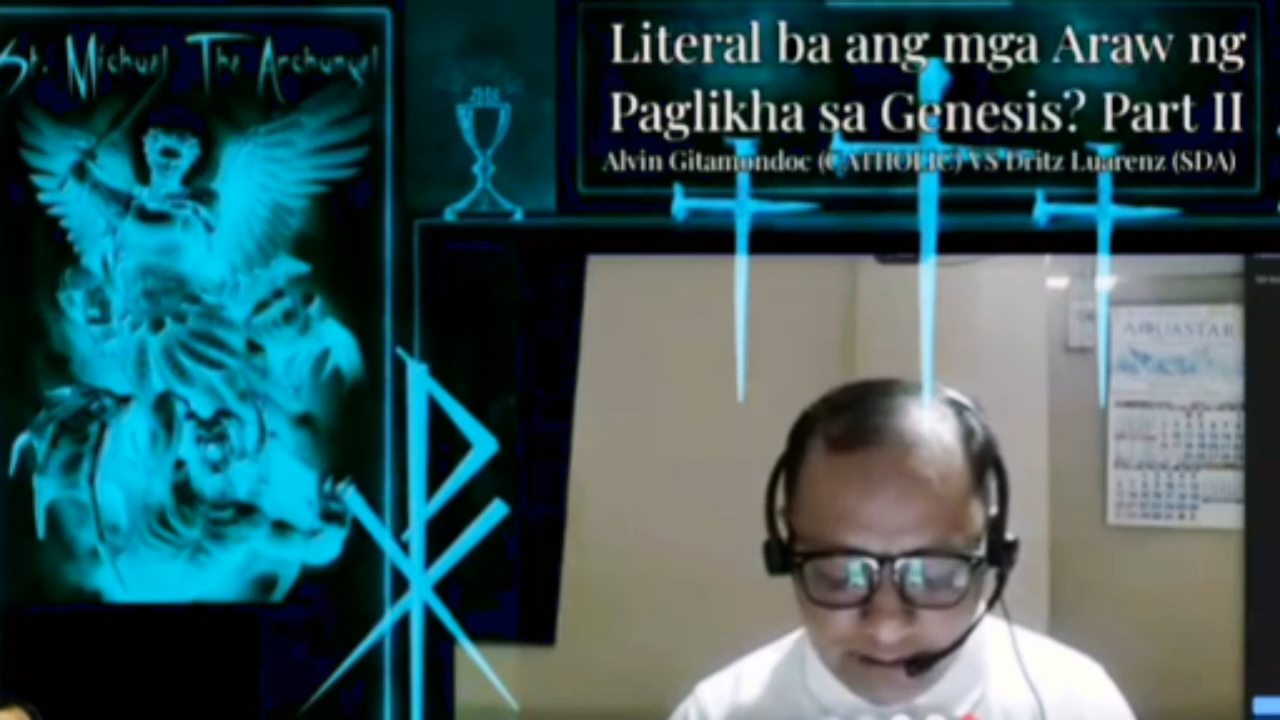 St. Michael The Archangel
Literal ba ang mga Araw ng
Paglikha sa Genesis? Part II
Alvin Gitamondoc (CATHOLIC) VS Dritz Luarenz (SDA)
AQUASTAR